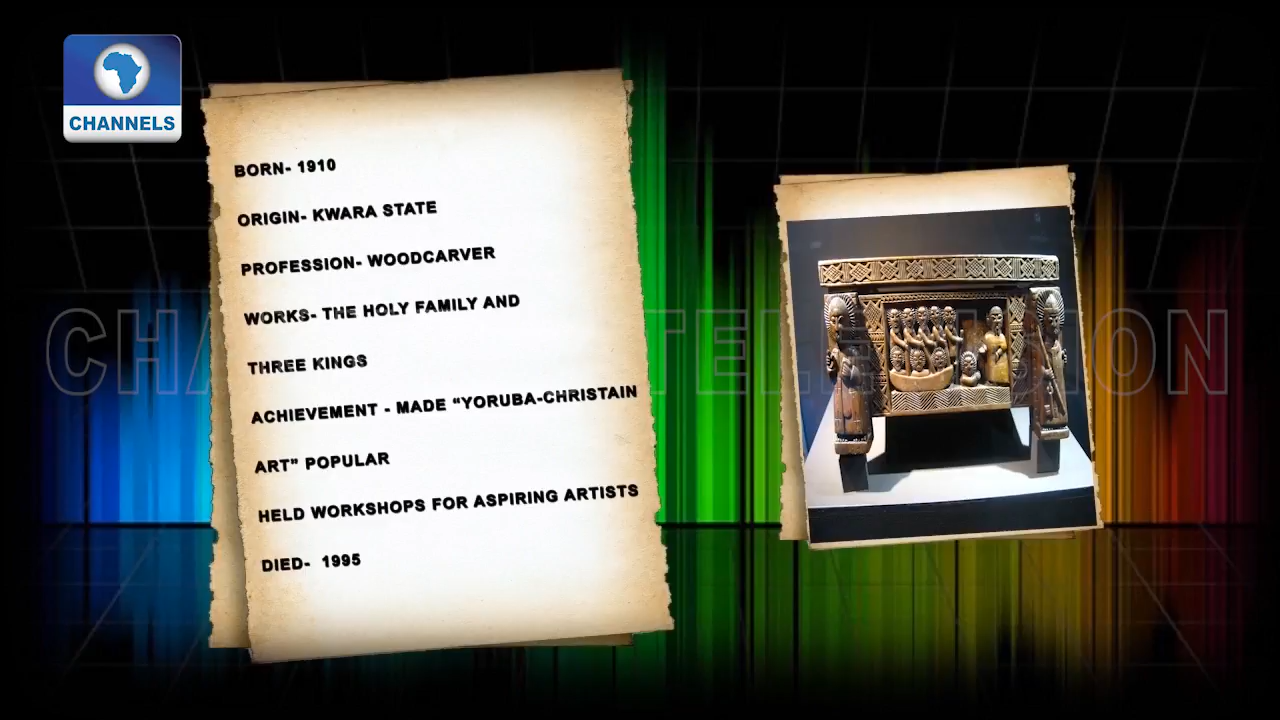 CHANNELS
BORN- 1910
ORIGIN- KWARA STATE
PROFESSION- WOODCARVER
WORKS- THE HOLY FAMILY AND
THREE KINGS
ACHIEVEMENT - MADE "YORUBA-CHRISTAIN
ART" POPULAR
HELD WORKSHOPS FOR ASPIRING ARTISTS
DIED- 1995